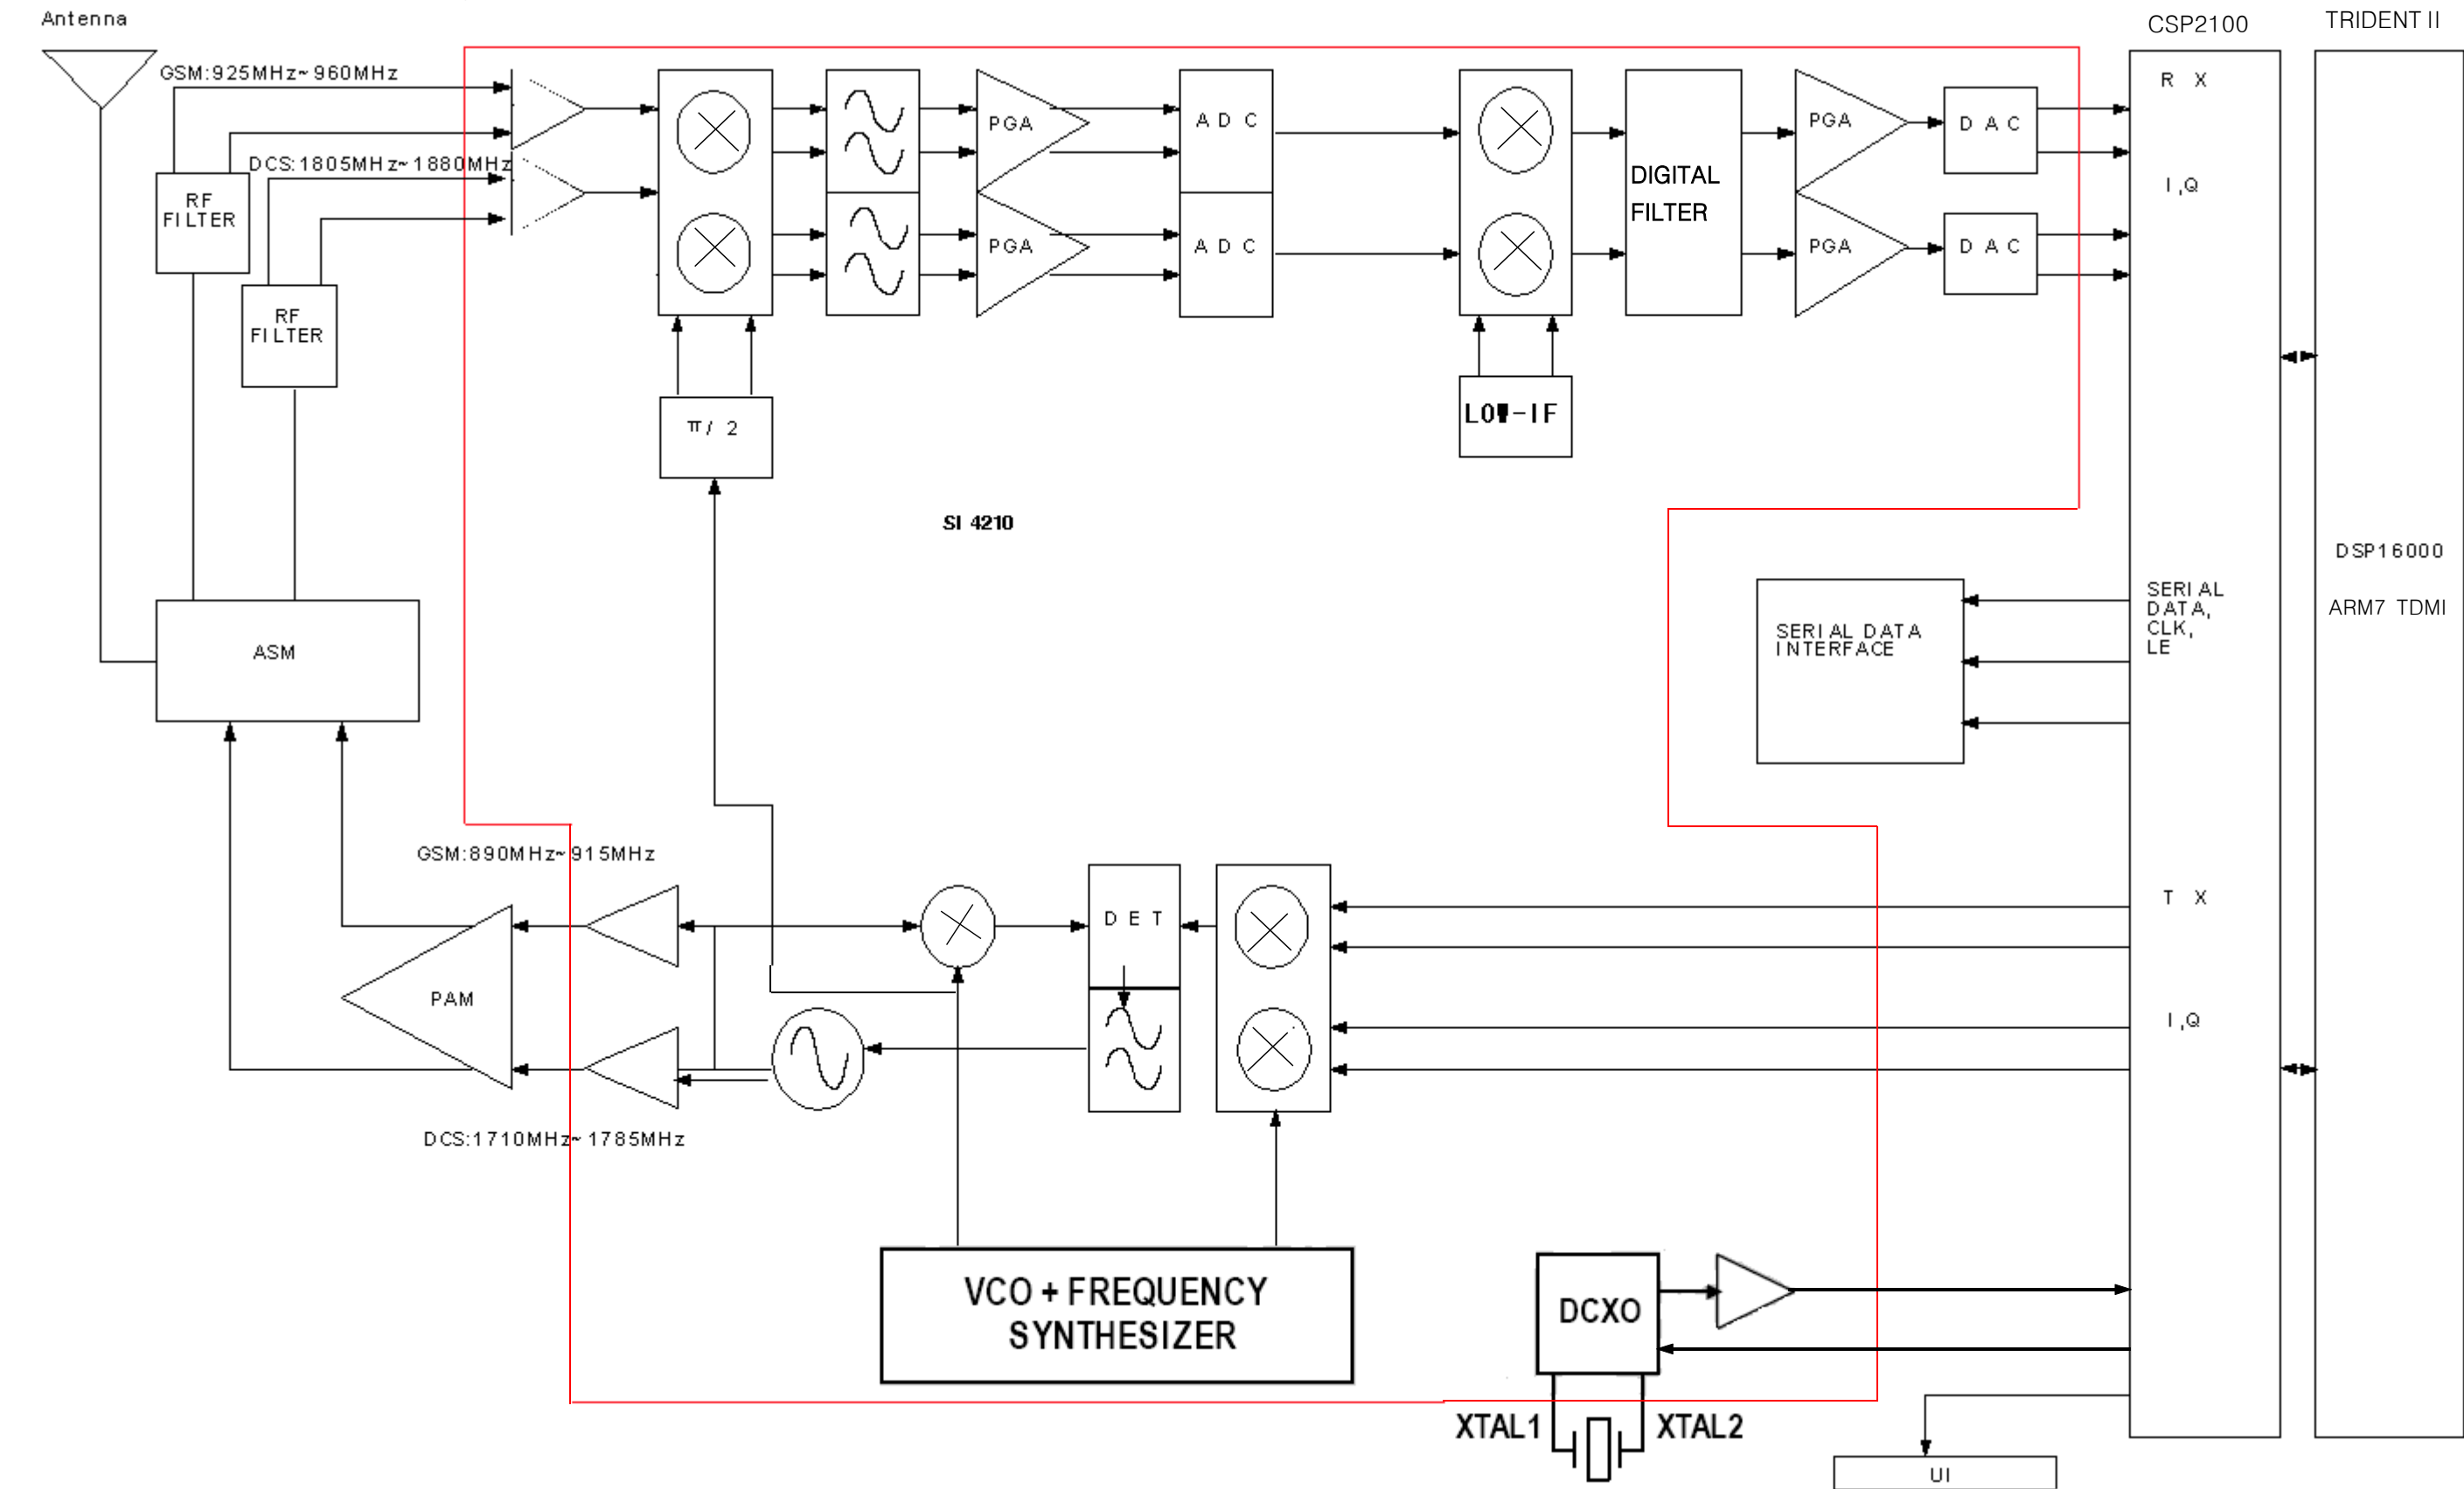 Antenna
CSP2100
TRIDENT II
GSM:925MHz~960MHz
R X
PGA
A D C
PGA
D A C
DCS:1805MHz~1880MHz
DIGITAL
FILTER
I,Q
RF
FILTER
PGA
A D C
PGA
D A C
RF
FILTER
LOW-IF
π/ 2
SI 4210
DSP16000
SERIAL
DATA,
CLK,
LE
ARM7 TDMI
SERIAL DATA
INTERFACE
ASM
GSM:890MHz~915MHz
T X
D E T
PAM
I,Q
DCS:1710MHz~1785MHz
VCO + FREQUENCY
SYNTHESIZER
DCXO
XTAL1
XTAL2
UI